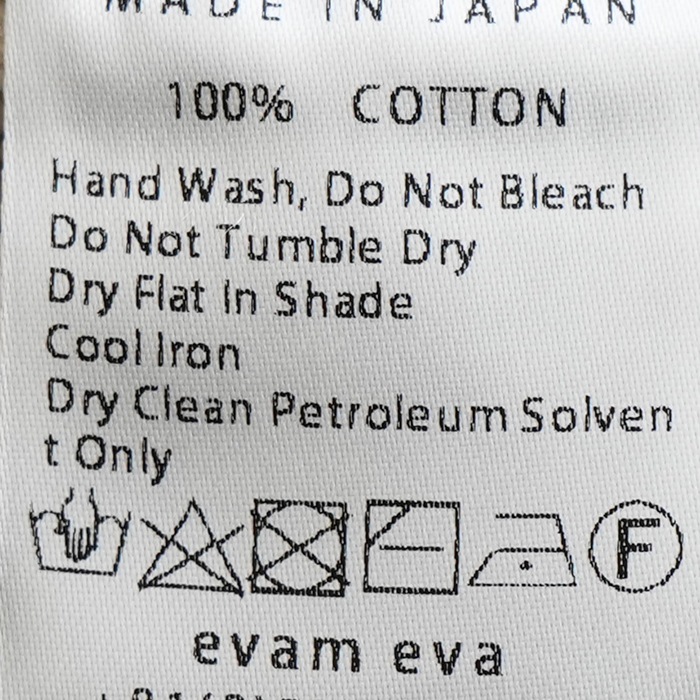 MADE IN JAPAN
100% COTTON
Hand Wash, Do Not Bleach
Do Not Tumble Dry
Dry Flat In Shade
Cool Iron
Dry Clean Petroleum Solven
t Only
F
evam eva